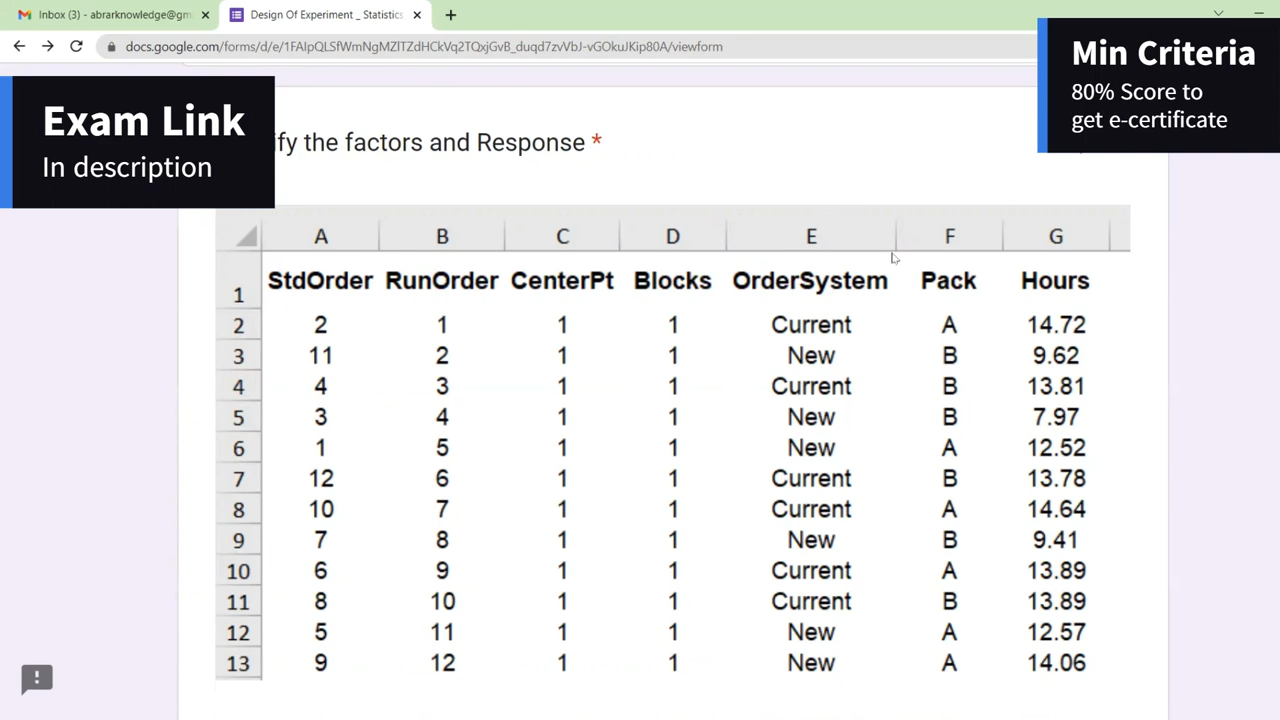 Inbox (3) - abrarknowledge@gm
Design Of Experiment _ Statistics
docs.google.com/forms/d/e/1FAIpQLSfWmNgMZlTZdHCkVq2TQxjGvB_duqd7zvVbJ-vGOkuJKip80A/viewform
Min Criteria
80% Score to
get e-certificate
Exam Link
In description
ify the factors and Response *
A B C D E F G
1 StdOrder RunOrder CenterPt Blocks OrderSystem Pack Hours
2 2 1 1 1 Current A 14.72
3 11 2 1 1 New B 9.62
4 4 3 1 1 Current B 13.81
5 3 4 1 1 New B 7.97
6 1 5 1 1 New A 12.52
7 12 6 1 1 Current B 13.78
8 10 7 1 1 Current A 14.64
9 7 8 1 1 New B 9.41
10 6 9 1 1 Current A 13.89
11 8 10 1 1 Current B 13.89
12 5 11 1 1 New A 12.57
13 9 12 1 1 New A 14.06